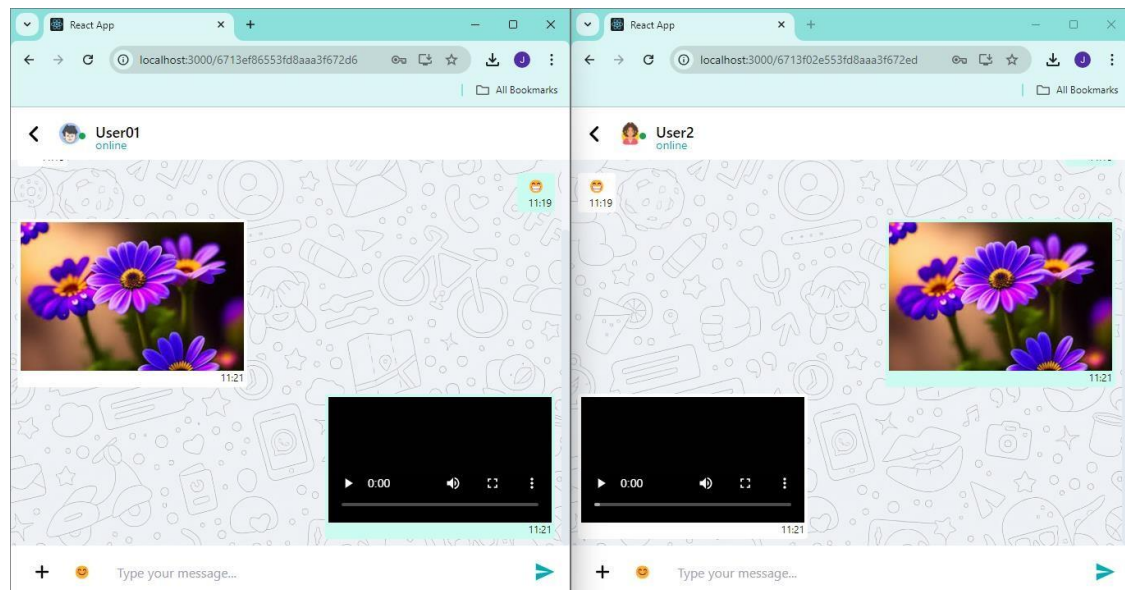 React App
localhost:3000/6713ef86553fd8aaa3f672d6
J
All Bookmarks
User01
online
11:19
11:21
0:00
11:21
Type your message...
React App
localhost:3000/6713f02e553fd8aaa3f672ed
J
All Bookmarks
User2
online
11:19
11:21
0:00
11:21
Type your message...